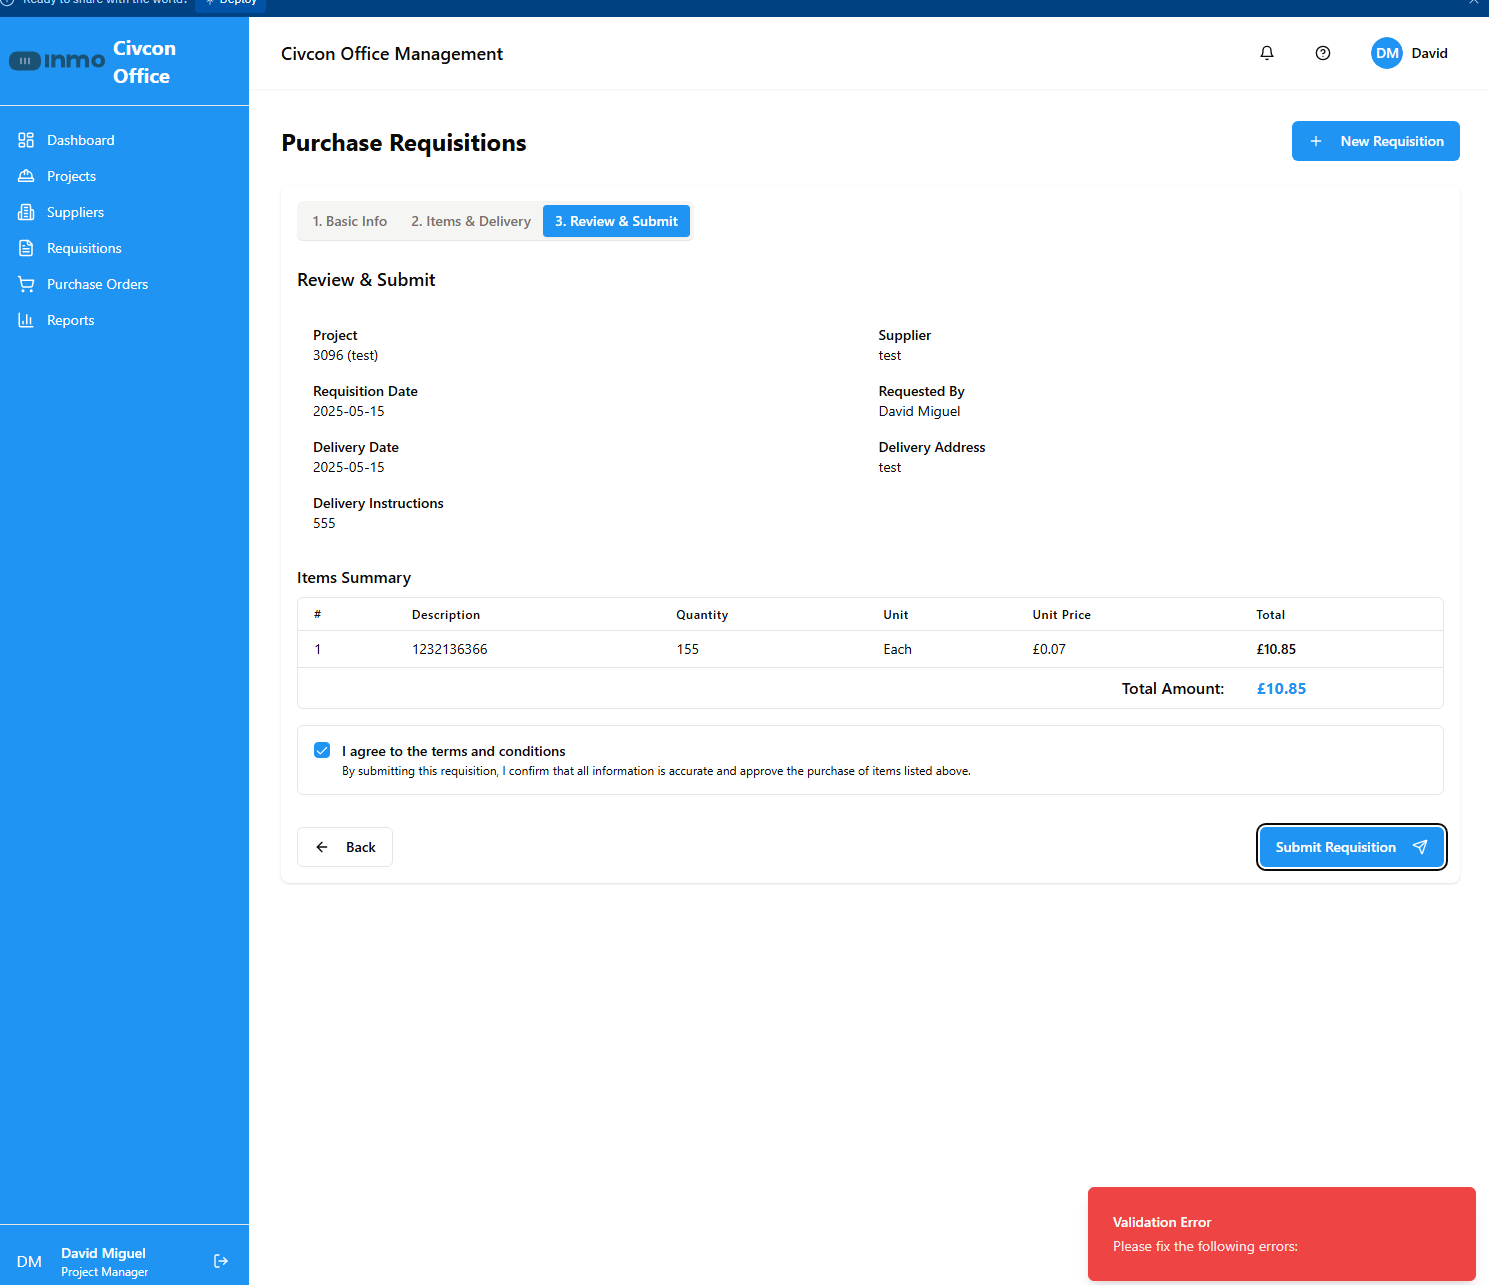 Ready to share with the world? Deploy
inmo
Civcon Office
Civcon Office Management
DM David
Dashboard
Projects
Suppliers
Requisitions
Purchase Orders
Reports
Purchase Requisitions
+ New Requisition
1. Basic Info 2. Items & Delivery 3. Review & Submit
Review & Submit
Project
3096 (test)
Supplier
test
Requisition Date
2025-05-15
Requested By
David Miguel
Delivery Date
2025-05-15
Delivery Address
test
Delivery Instructions
555
Items Summary
# Description Quantity Unit Unit Price Total
1 1232136366 155 Each £0.07 £10.85
Total Amount: £10.85
I agree to the terms and conditions
By submitting this requisition, I confirm that all information is accurate and approve the purchase of items listed above.
Back
Submit Requisition
Validation Error
Please fix the following errors:
DM
David Miguel
Project Manager